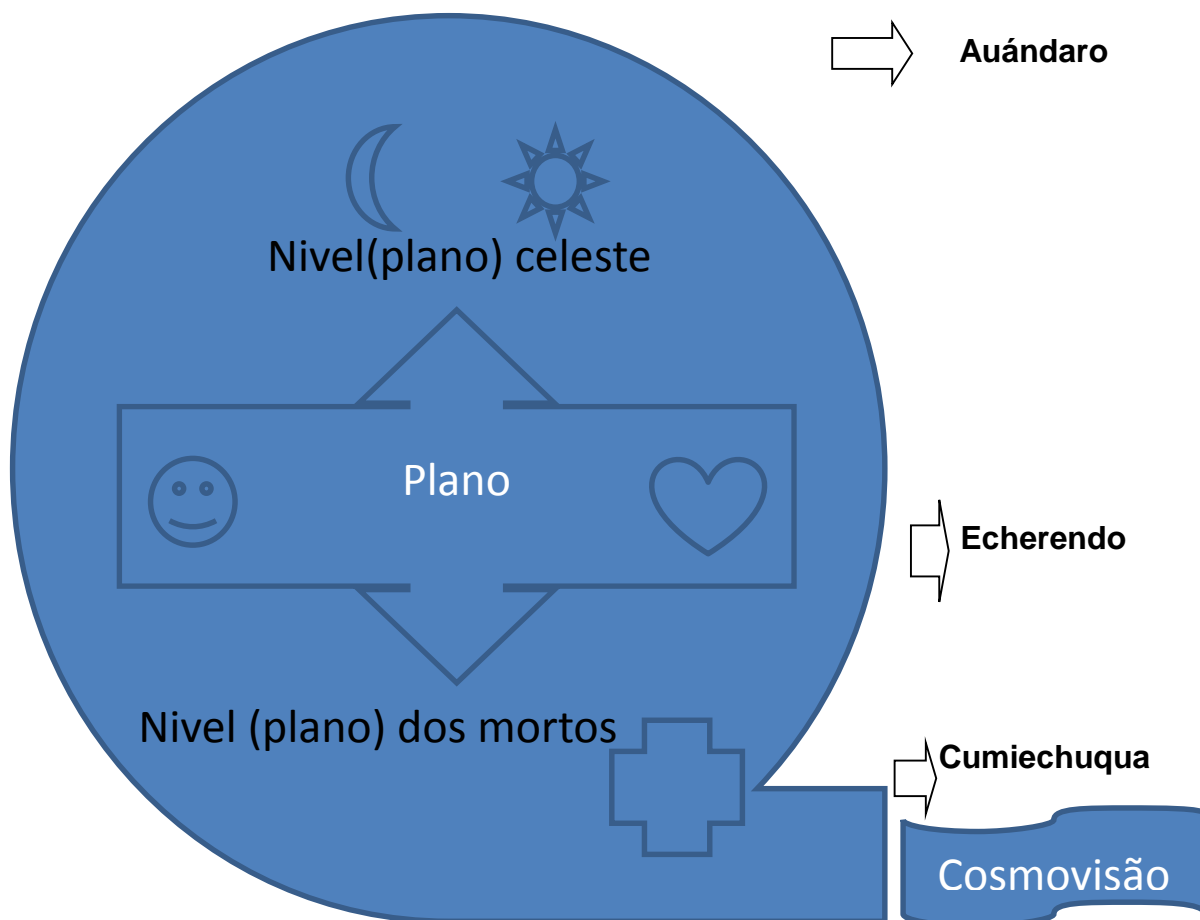 Auándaro
Nivel(plano) celeste
Plano
Echerendo
Nivel (plano) dos mortos
Cumiechuqua
Cosmovisão